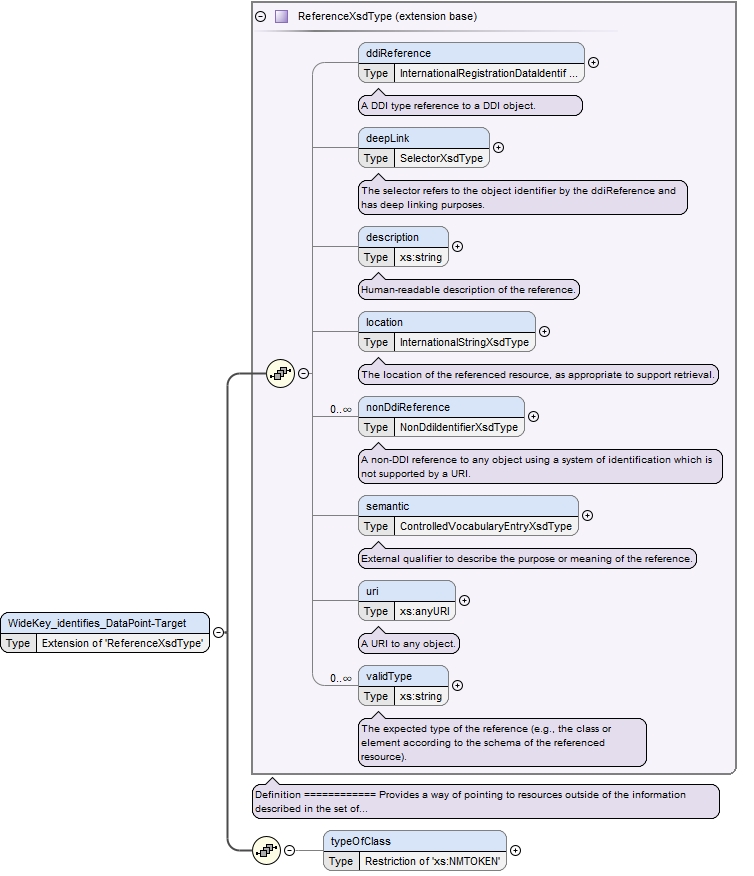 ReferenceXsdType (extension base)
ddiReference
Type InternationalRegistrationDataIdentif ...
A DDI type reference to a DDI object.
deepLink
Type SelectorXsdType
The selector refers to the object identifier by the ddiReference and
has deep linking purposes.
description
Type xs:string
Human-readable description of the reference.
location
Type InternationalStringXsdType
The location of the referenced resource, as appropriate to support retrieval.
0..∞
nonDdiReference
Type NonDdiIdentifierXsdType
A non-DDI reference to any object using a system of identification which is
not supported by a URI.
semantic
Type ControlledVocabularyEntryXsdType
External qualifier to describe the purpose or meaning of the reference.
uri
Type xs:anyURI
A URI to any object.
0..∞
validType
Type xs:string
The expected type of the reference (e.g., the class or
element according to the schema of the referenced
resource).
WideKey_identifies_DataPoint-Target
Type Extension of 'ReferenceXsdType'
Definition ============ Provides a way of pointing to resources outside of the information
described in the set of...
typeOfClass
Type Restriction of 'xs:NMTOKEN'